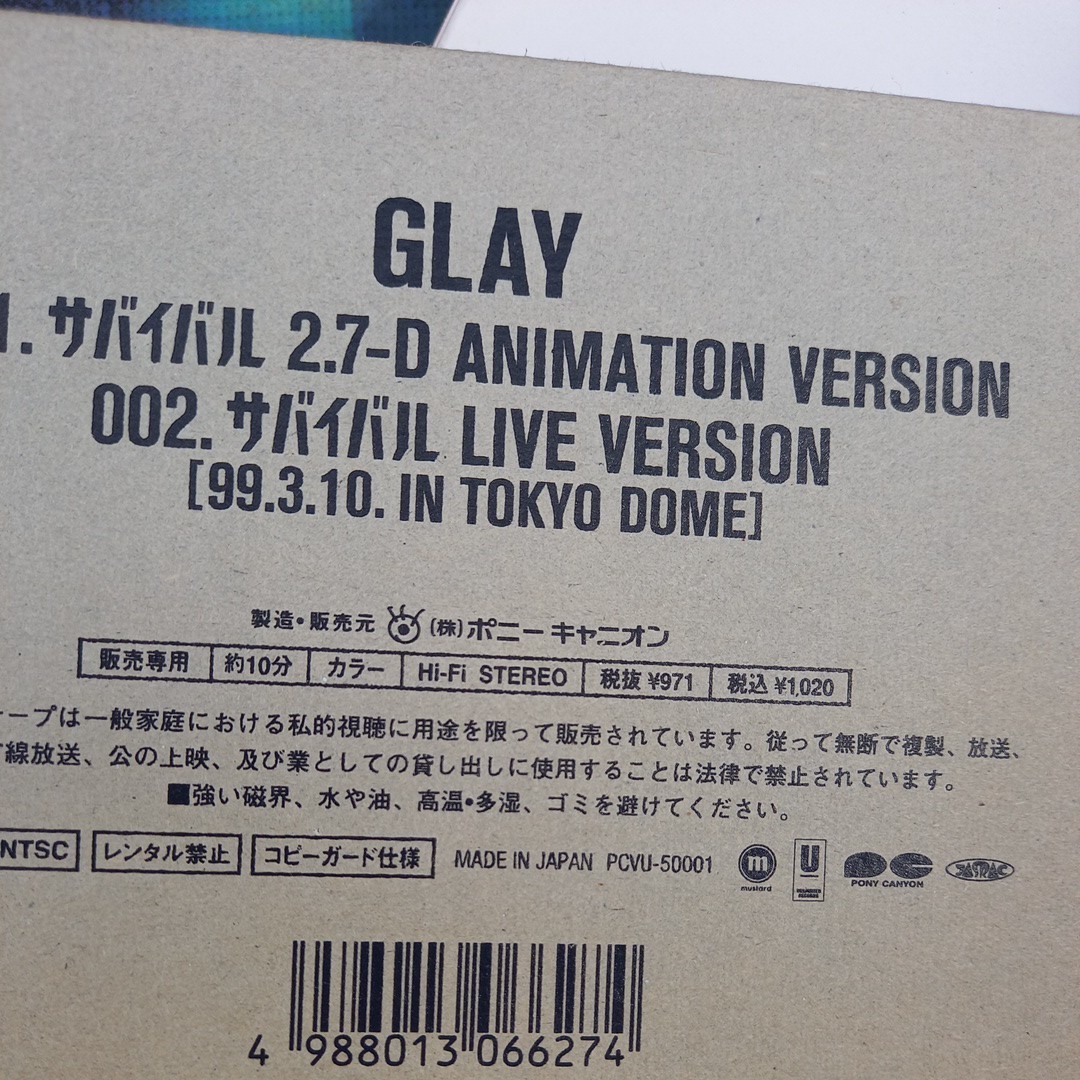 GLAY
1. サバイバル 2.7-D ANIMATION VERSION
002. サバイバル LIVE VERSION
[99.3.10. IN TOKYO DOME]
製造・販売元 (株)ポニーキャニオン
販売専用 約10分 カラー Hi-Fi STEREO 税抜 ¥971 税込 ¥1,020
ープは一般家庭における私的視聴に用途を限って販売されています。従って無断で複製、放送、
線放送、公の上映、及び業としての貸し出しに使用することは法律で禁止されています。
■強い磁界、水や油、高温・多湿、ゴミを避けてください。
NTSC レンタル禁止 コピーガード仕様 MADE IN JAPAN PCVU-50001 m mustard U PC PONY CANYON JASRAC
4 988013 066274